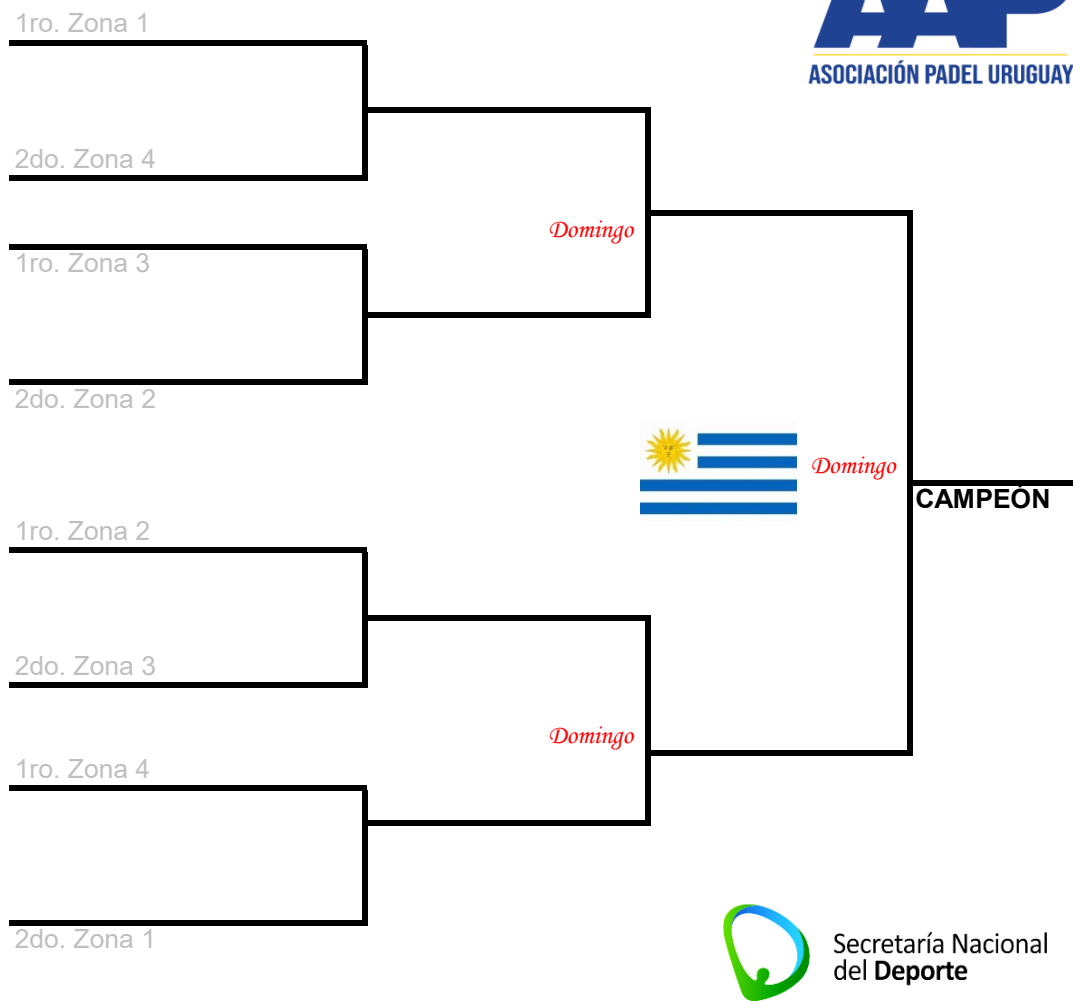 1ro. Zona 1
AAP
ASOCIACIÓN PADEL URUGUAY
2do. Zona 4
Domingo
1ro. Zona 3
2do. Zona 2
Domingo
CAMPEÓN
1ro. Zona 2
2do. Zona 3
Domingo
1ro. Zona 4
2do. Zona 1
Secretaría Nacional
del Deporte